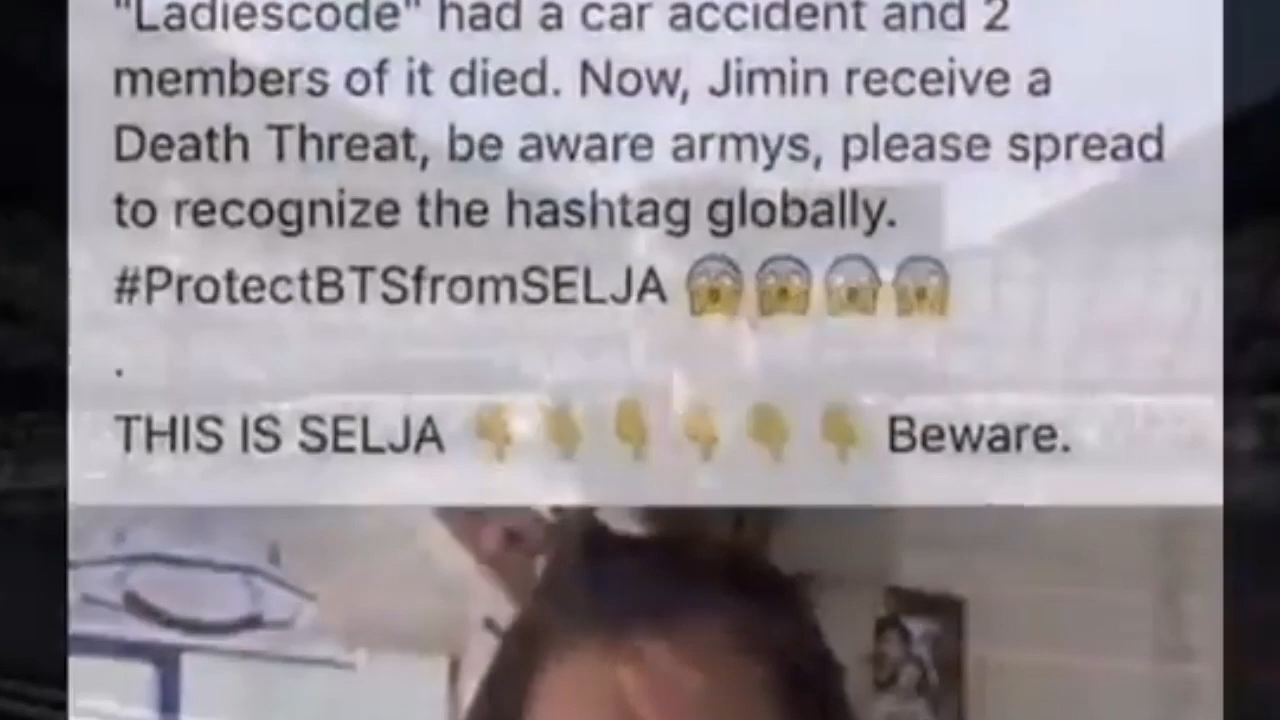 "Ladiescode" had a car accident and 2
members of it died. Now, Jimin receive a
Death Threat, be aware armys, please spread
to recognize the hashtag globally.
#ProtectBTSfromSELJA 😱😱😱😱
.
THIS IS SELJA 👇👇👇👇👇👇 Beware.